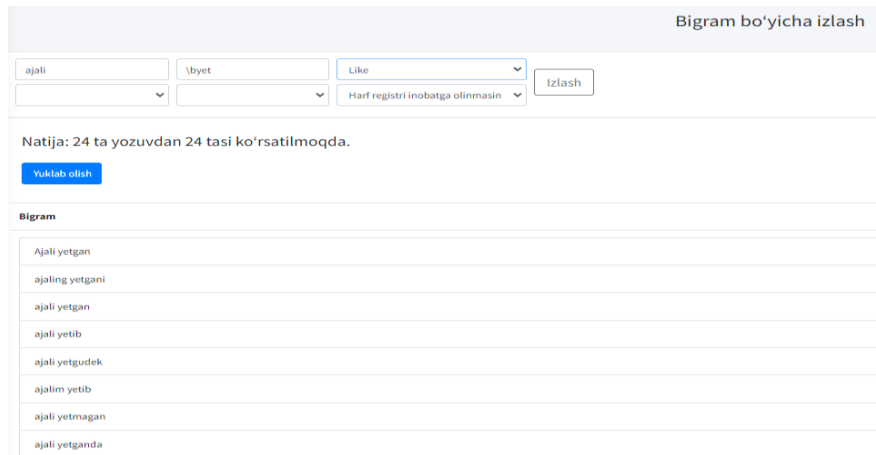 Bigram bo‘yicha izlash
ajali \byet Like
Izlash
Harf registri inobatga olinmasin
Natija: 24 ta yozuvdan 24 tasi ko‘rsatilmoqda.
Yuklab olish
Bigram
Ajali yetgan
ajaling yetgani
ajali yetgan
ajali yetib
ajali yetgudek
ajalim yetib
ajali yetmagan
ajali yetganda